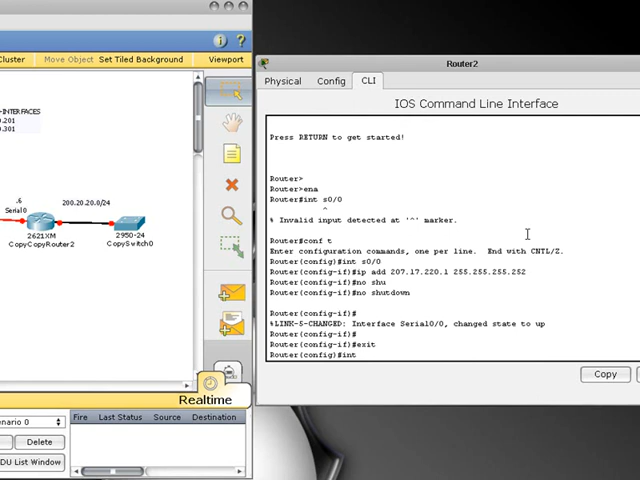 Cluster
Move Object
Set Tiled Background
Viewport
-INTERFACES
0.201
0.301
.6
Serial0
200.20.20.0/24
2621XM
CopyCopyRouter2
2950-24
CopySwitch0
Realtime
enario 0
Fire
Last Status
Source
Destination
Delete
DU List Window
Router2
Physical
Config
CLI
IOS Command Line Interface
Press RETURN to get started!
Router>
Router>ena
Router#int s0/0
^
% Invalid input detected at '^' marker.
Router#conf t
Enter configuration commands, one per line.  End with CNTL/Z.
Router(config)#int s0/0
Router(config-if)#ip add 207.17.220.1 255.255.255.252
Router(config-if)#no shu
Router(config-if)#no shutdown
Router(config-if)#
%LINK-5-CHANGED: Interface Serial0/0, changed state to up
Router(config-if)#
Router(config-if)#exit
Router(config)#int
Copy